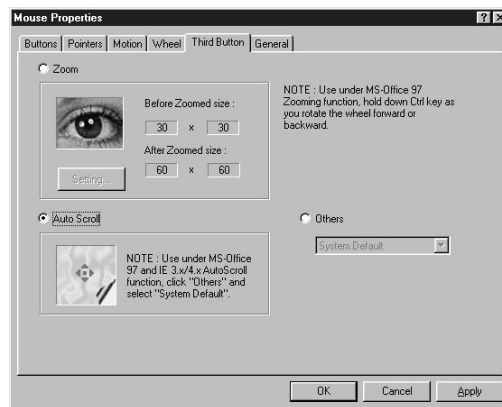 Mouse Properties
Buttons Pointers Motion Wheel Third Button General
Zoom
Before Zoomed size :
30 x 30
After Zoomed size :
60 x 60
Setting...
NOTE : Use under MS-Office 97
Zooming function, hold down Ctrl key as
you rotate the wheel forward or
backward.
Auto Scroll
NOTE : Use under MS-Office
97 and IE 3.x/4.x AutoScroll
function, click "Others" and
select "System Default".
Others
System Default
OK Cancel Apply